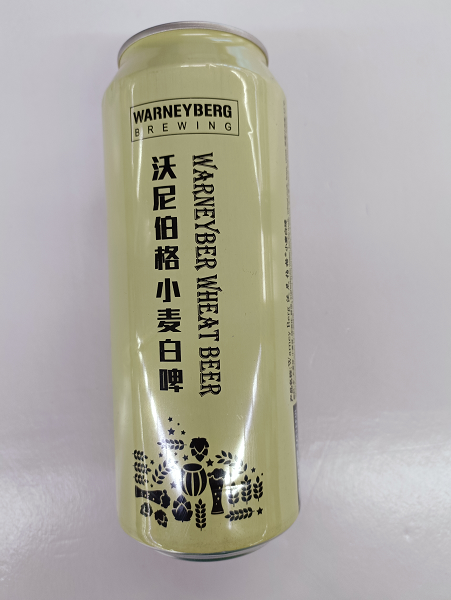 WARNEYBERG
BREWING
沃尼伯格小麦白啤
WARNEYBER WHEAT BEER